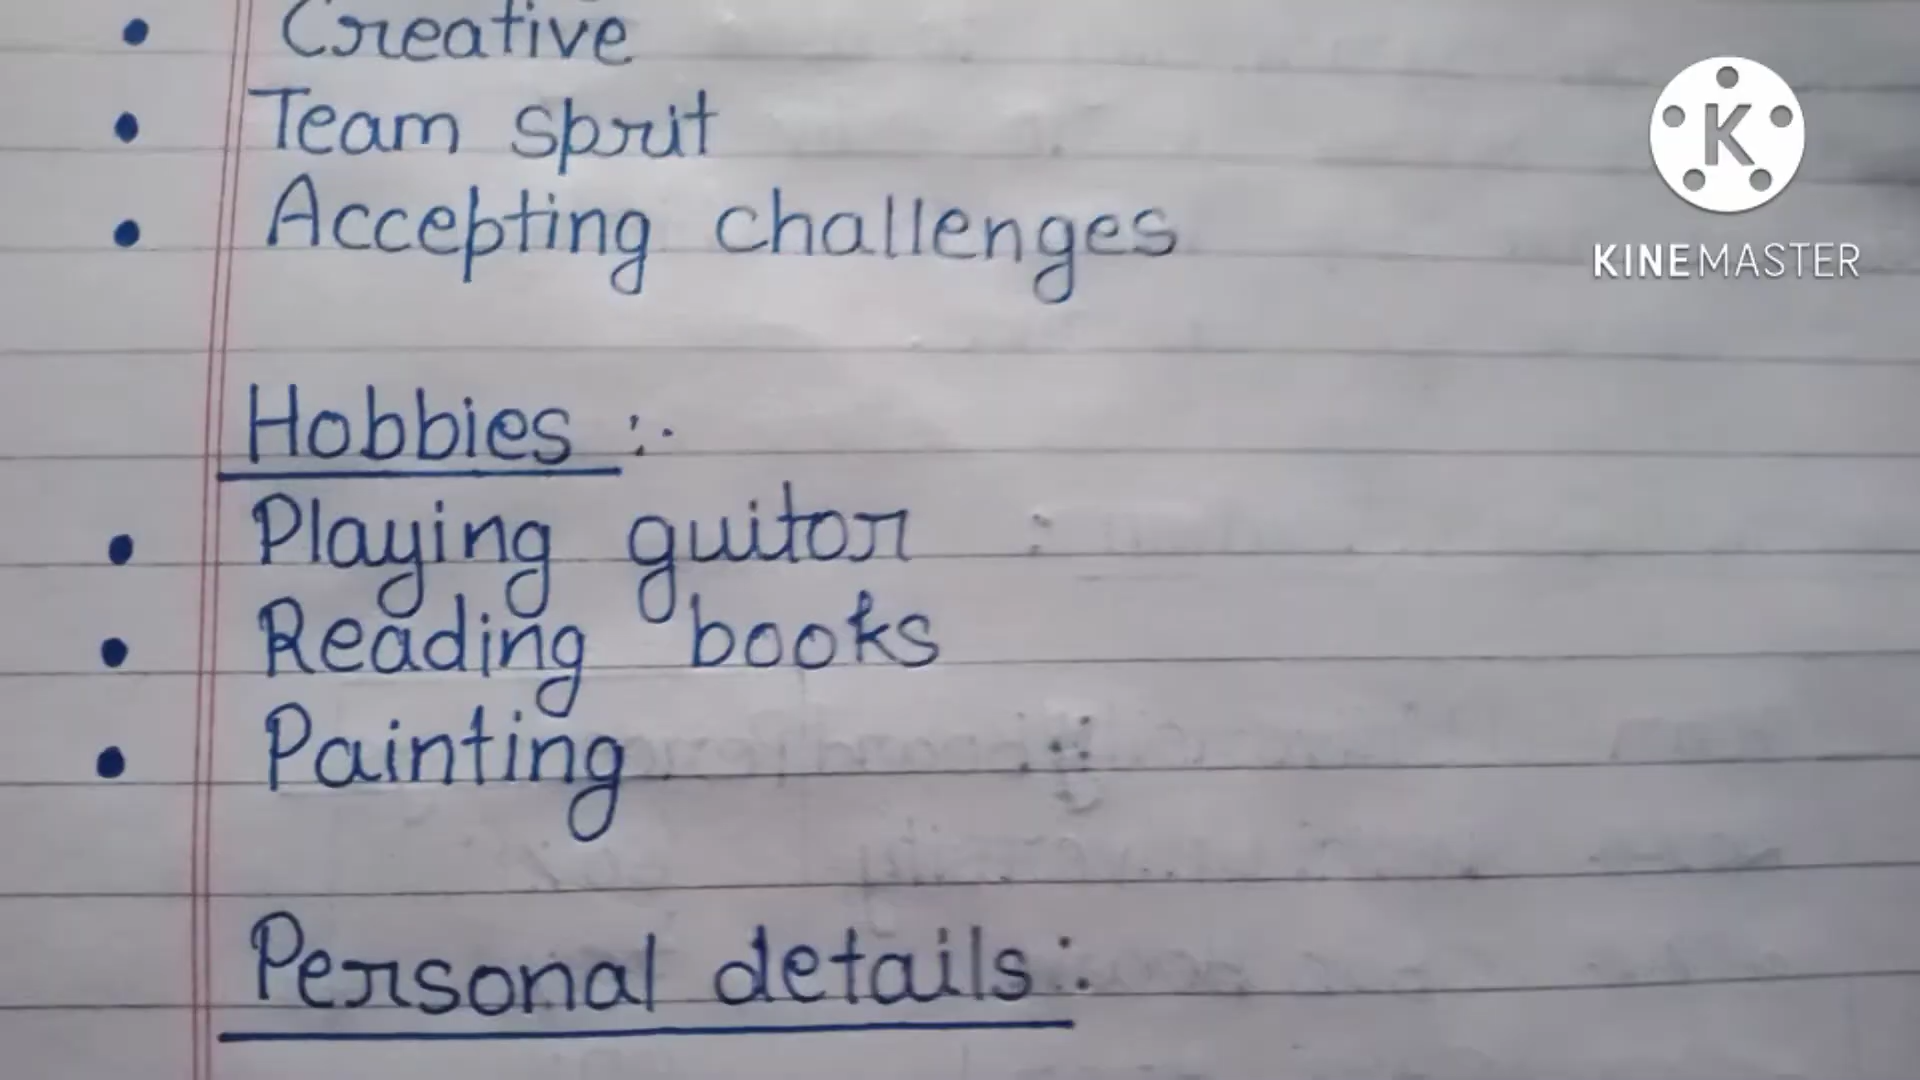 • Creative
• Team sprit
• Accepting challenges
Hobbies :-
• Playing guitor
• Reading books
• Painting
Personal details :
K
KINEMASTER